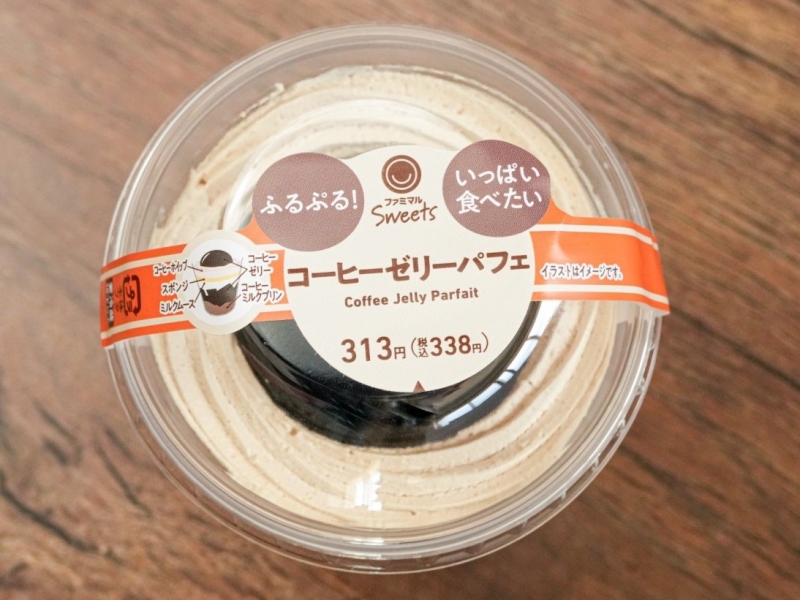 ふるぷる!
ファミマル
Sweets
いっぱい
食べたい
コーヒーゼリーパフェ
Coffee Jelly Parfait
313円(税込338円)
コーヒーホイップ
スポンジ
ミルクムース
コーヒー
ゼリー
コーヒー
ミルクプリン
イラストはイメージです。
プラ